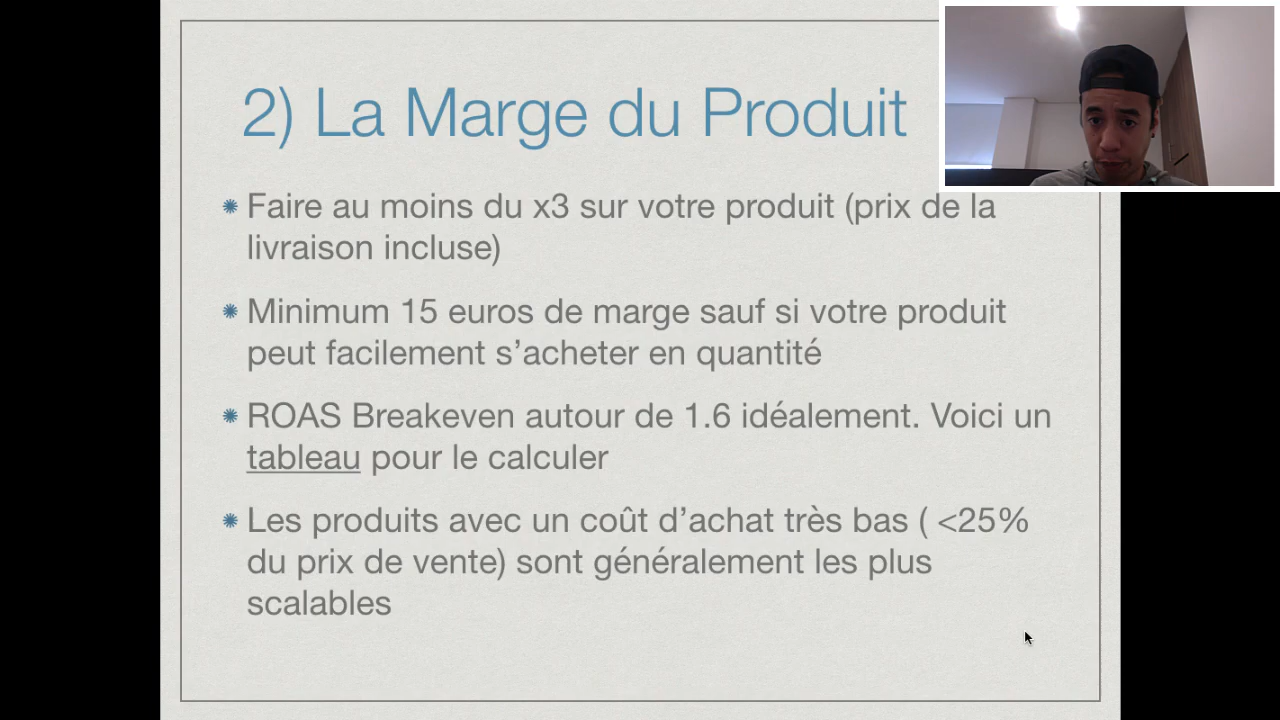 2) La Marge du Produit
Faire au moins du x3 sur votre produit (prix de la
livraison incluse)
Minimum 15 euros de marge sauf si votre produit
peut facilement s’acheter en quantité
ROAS Breakeven autour de 1.6 idéalement. Voici un
tableau pour le calculer
Les produits avec un coût d’achat très bas ( <25%
du prix de vente) sont généralement les plus
scalables